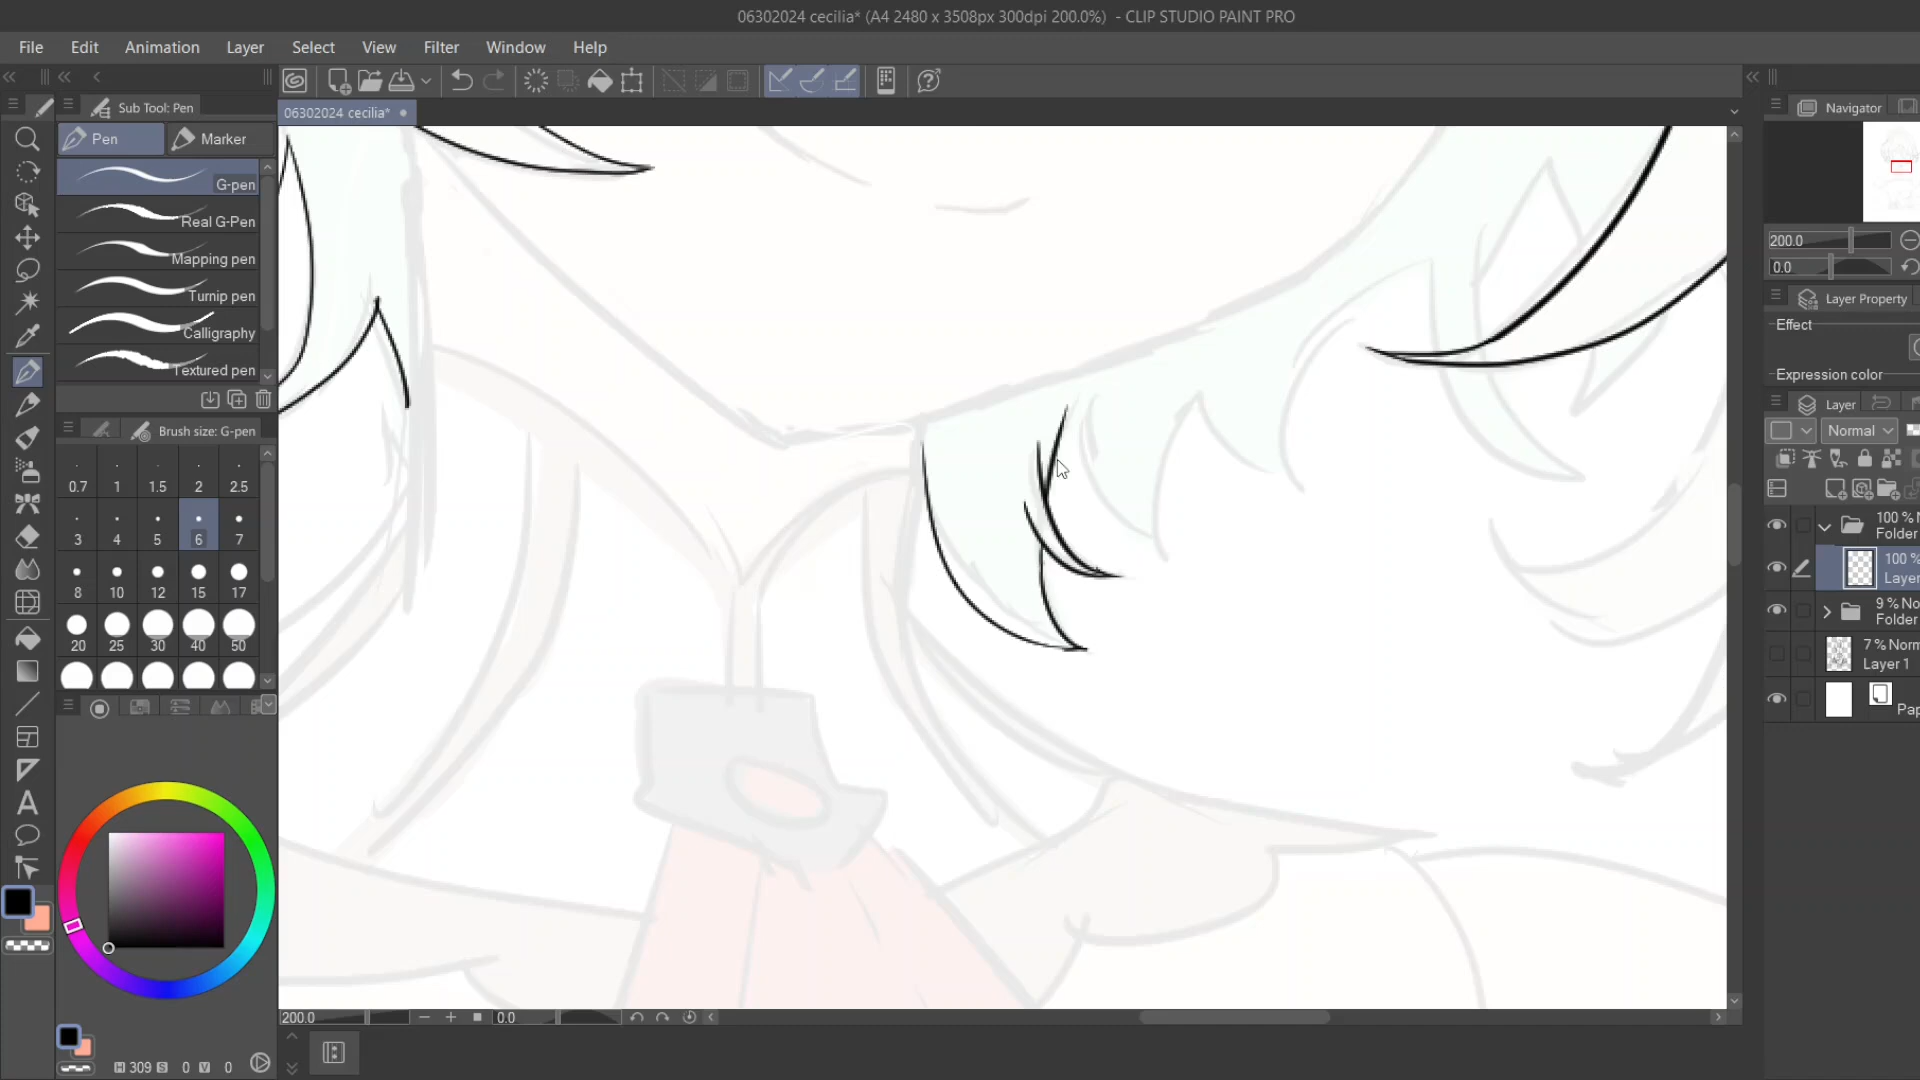 06302024 cecilia* (A4 2480 x 3508px 300dpi 200.0%)  - CLIP STUDIO PAINT PRO
File Edit Animation Layer Select View Filter Window Help
Sub Tool: Pen
06302024 cecilia*
Navigator
Pen Marker
G-pen
Real G-Pen
Mapping pen
Turnip pen
Calligraphy
Textured pen
200.0
0.0
Layer Property
Effect
Expression color
Layer
Normal
Brush size: G-pen
0.7 1 1.5 2 2.5
3 4 5 6 7
8 10 12 15 17
20 25 30 40 50
100 % N
Folder
100 %
Laye
9 % No
Folder
7 % Norn
Layer 1
Pap
200.0 0.0
H 309 S 0 V 0